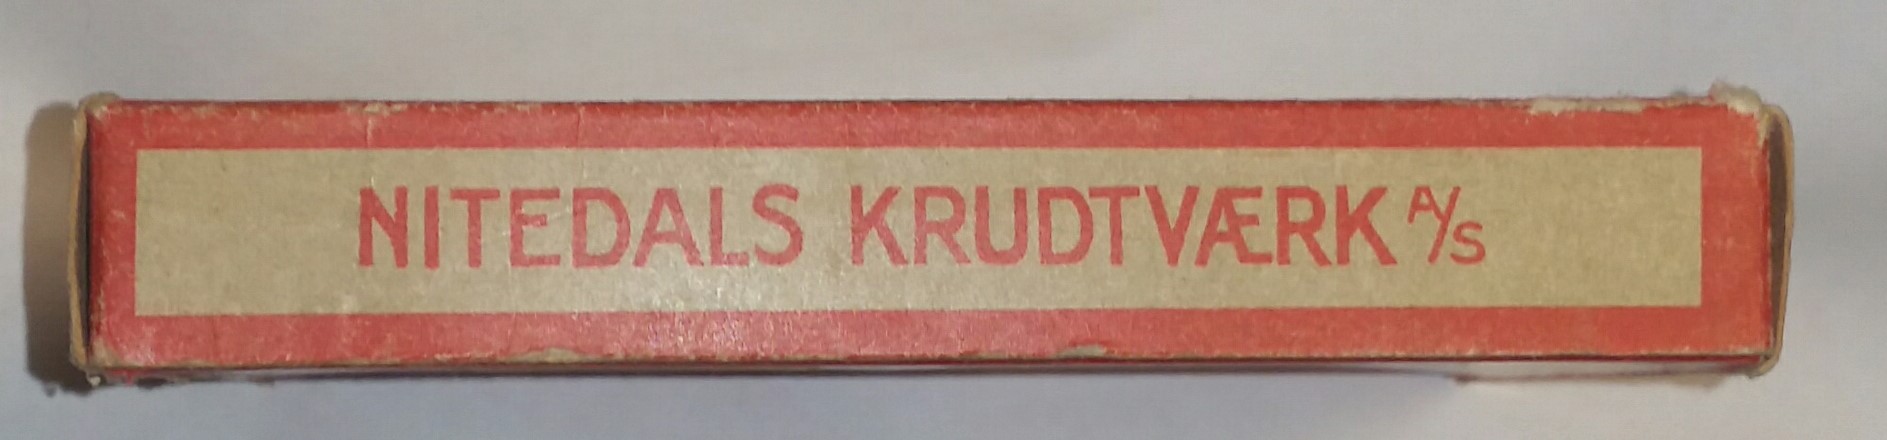 NITEDALS KRUDTVÆRK A/S